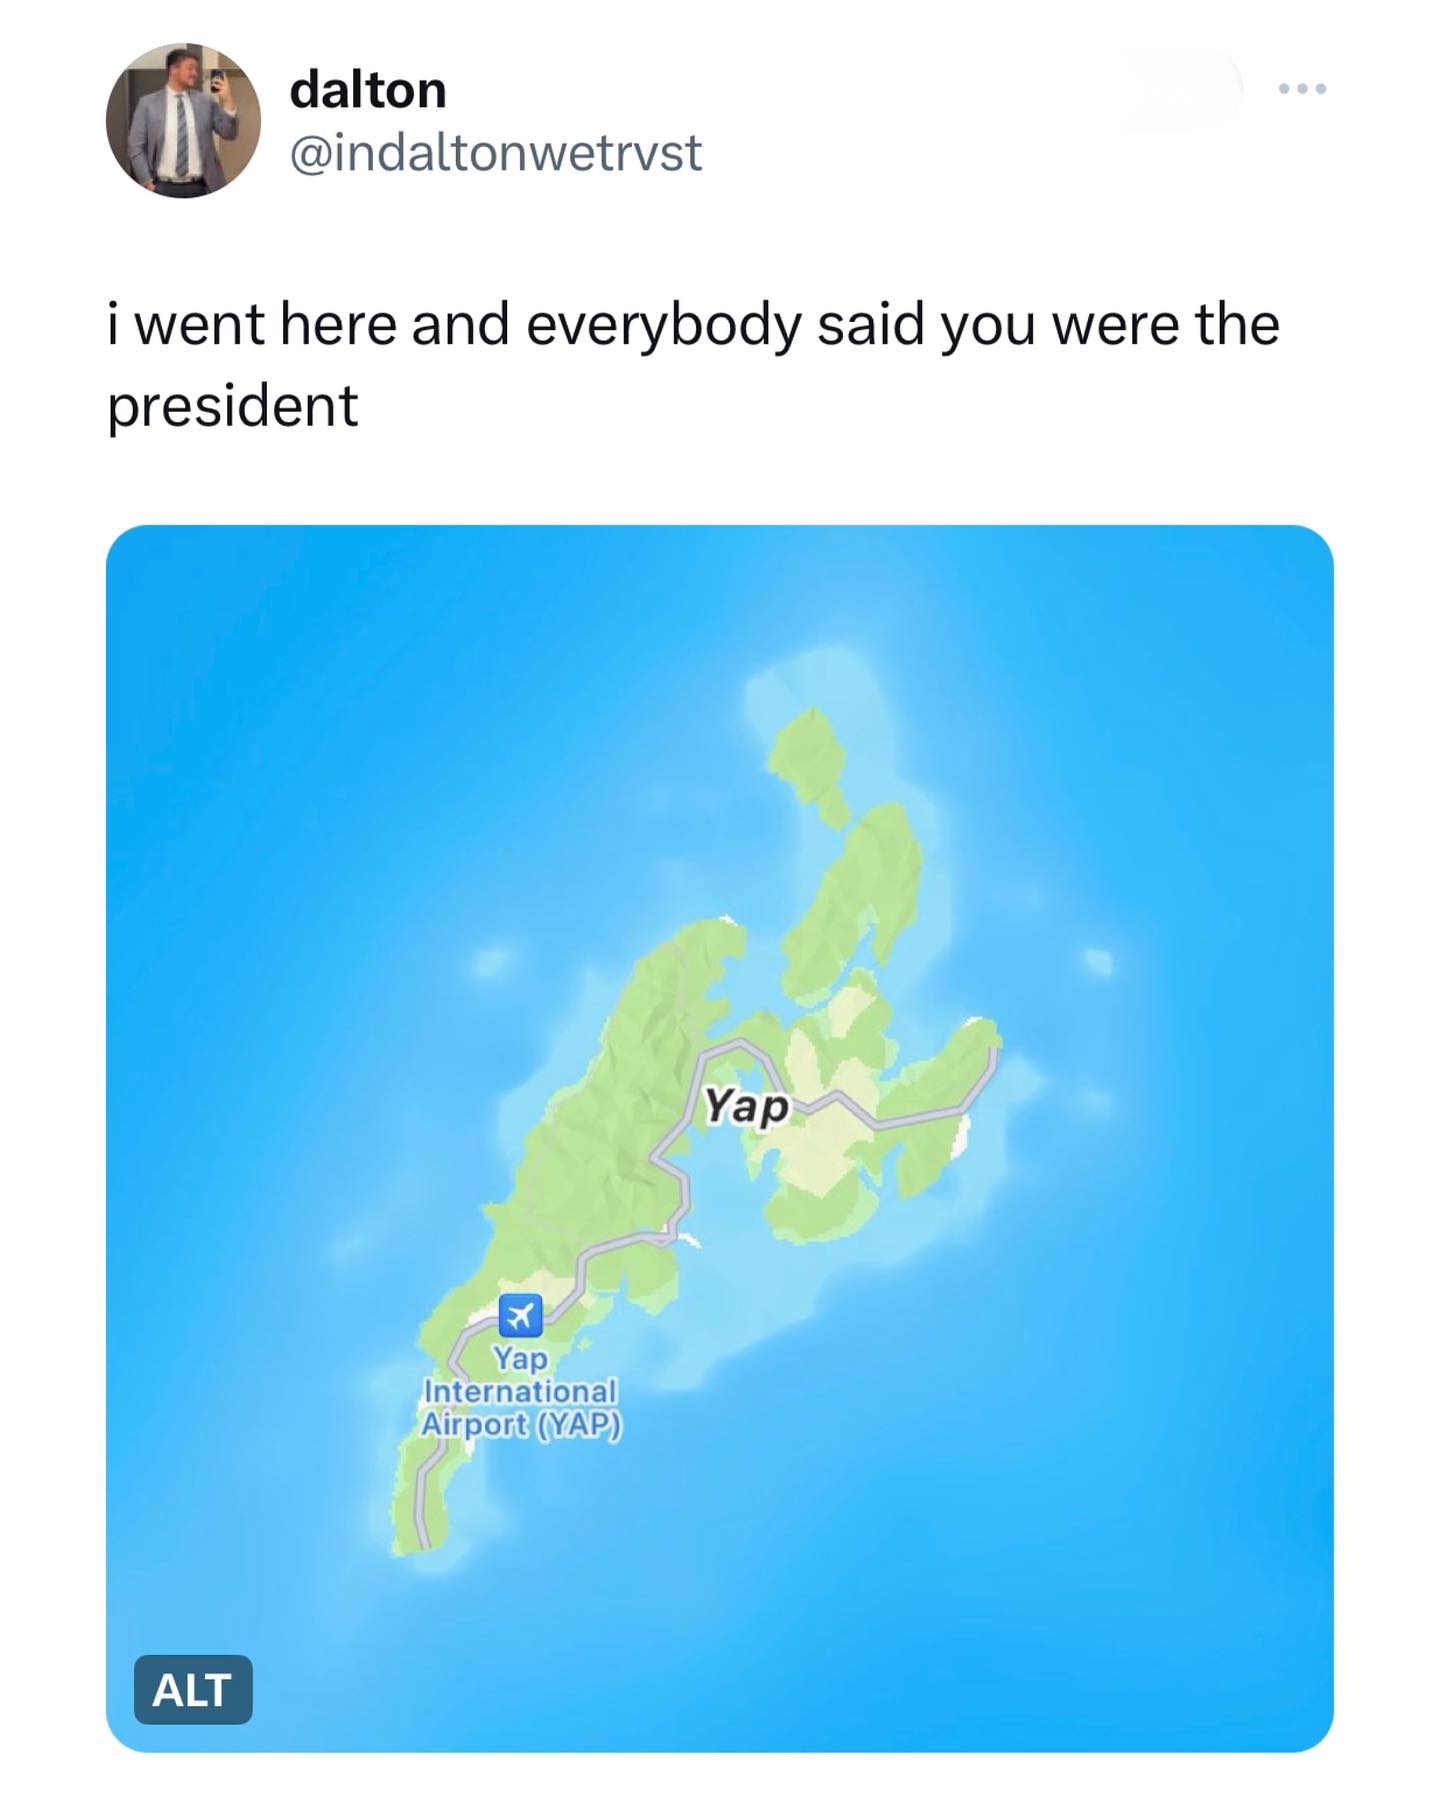 dalton
@indaltonwetrvst
i went here and everybody said you were the
president
Yap
Yap
International
Airport (YAP)
ALT